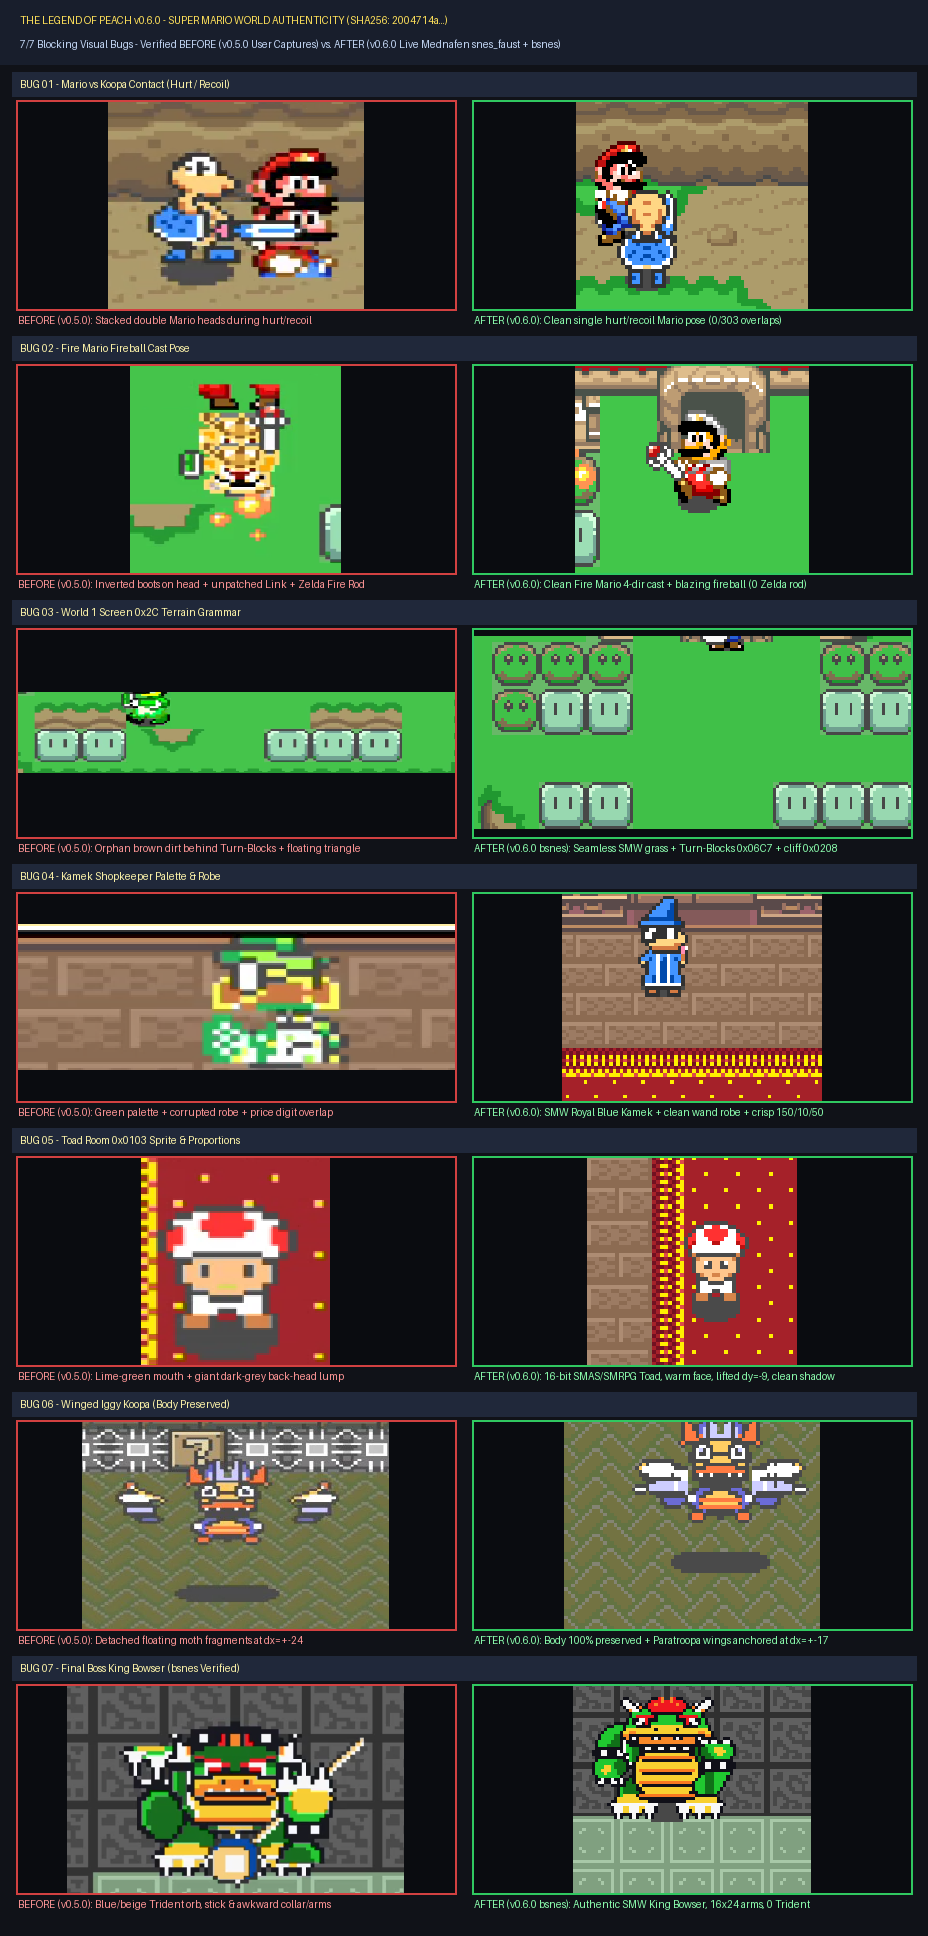 THE LEGEND OF PEACH v0.6.0 - SUPER MARIO WORLD AUTHENTICITY (SHA256: 2004714a...)
7/7 Blocking Visual Bugs - Verified BEFORE (v0.5.0 User Captures) vs. AFTER (v0.6.0 Live Mednafen snes_faust + bsnes)
BUG 01 - Mario vs Koopa Contact (Hurt / Recoil)
BEFORE (v0.5.0): Stacked double Mario heads during hurt/recoil
AFTER (v0.6.0): Clean single hurt/recoil Mario pose (0/303 overlaps)
BUG 02 - Fire Mario Fireball Cast Pose
BEFORE (v0.5.0): Inverted boots on head + unpatched Link + Zelda Fire Rod
AFTER (v0.6.0): Clean Fire Mario 4-dir cast + blazing fireball (0 Zelda rod)
BUG 03 - World 1 Screen 0x2C Terrain Grammar
BEFORE (v0.5.0): Orphan brown dirt behind Turn-Blocks + floating triangle
AFTER (v0.6.0 bsnes): Seamless SMW grass + Turn-Blocks 0x06C7 + cliff 0x0208
BUG 04 - Kamek Shopkeeper Palette & Robe
BEFORE (v0.5.0): Green palette + corrupted robe + price digit overlap
AFTER (v0.6.0): SMW Royal Blue Kamek + clean wand robe + crisp 150/10/50
BUG 05 - Toad Room 0x0103 Sprite & Proportions
BEFORE (v0.5.0): Lime-green mouth + giant dark-grey back-head lump
AFTER (v0.6.0): 16-bit SMAS/SMRPG Toad, warm face, lifted dy=-9, clean shadow
BUG 06 - Winged Iggy Koopa (Body Preserved)
?
BEFORE (v0.5.0): Detached floating moth fragments at dx=+-24
AFTER (v0.6.0): Body 100% preserved + Paratroopa wings anchored at dx=+-17
BUG 07 - Final Boss King Bowser (bsnes Verified)
BEFORE (v0.5.0): Blue/beige Trident orb, stick & awkward collar/arms
AFTER (v0.6.0 bsnes): Authentic SMW King Bowser, 16x24 arms, 0 Trident